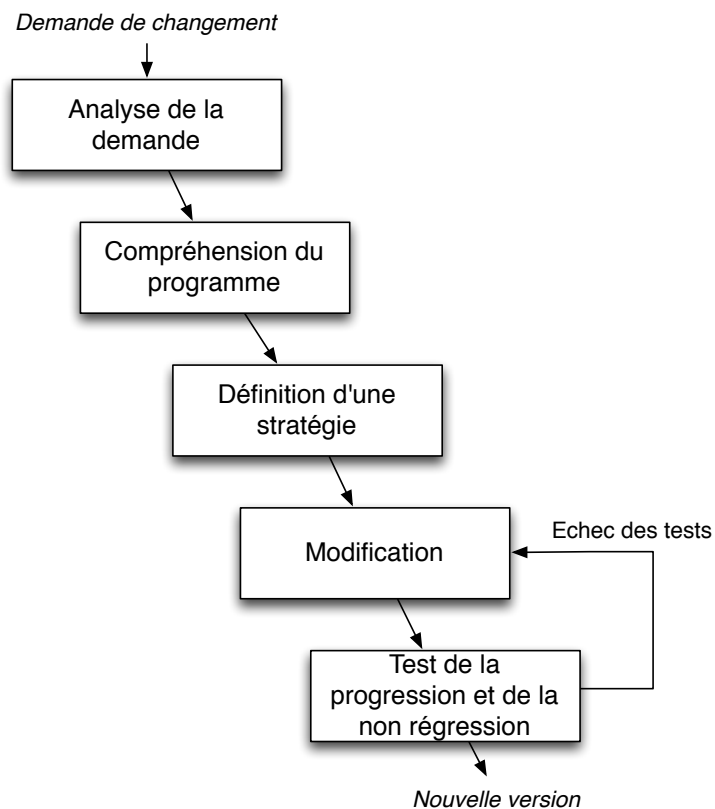 Demande de changement
Analyse de la
demande
Compréhension du
programme
Définition d'une
stratégie
Modification
Echec des tests
Test de la
progression et de la
non régression
Nouvelle version